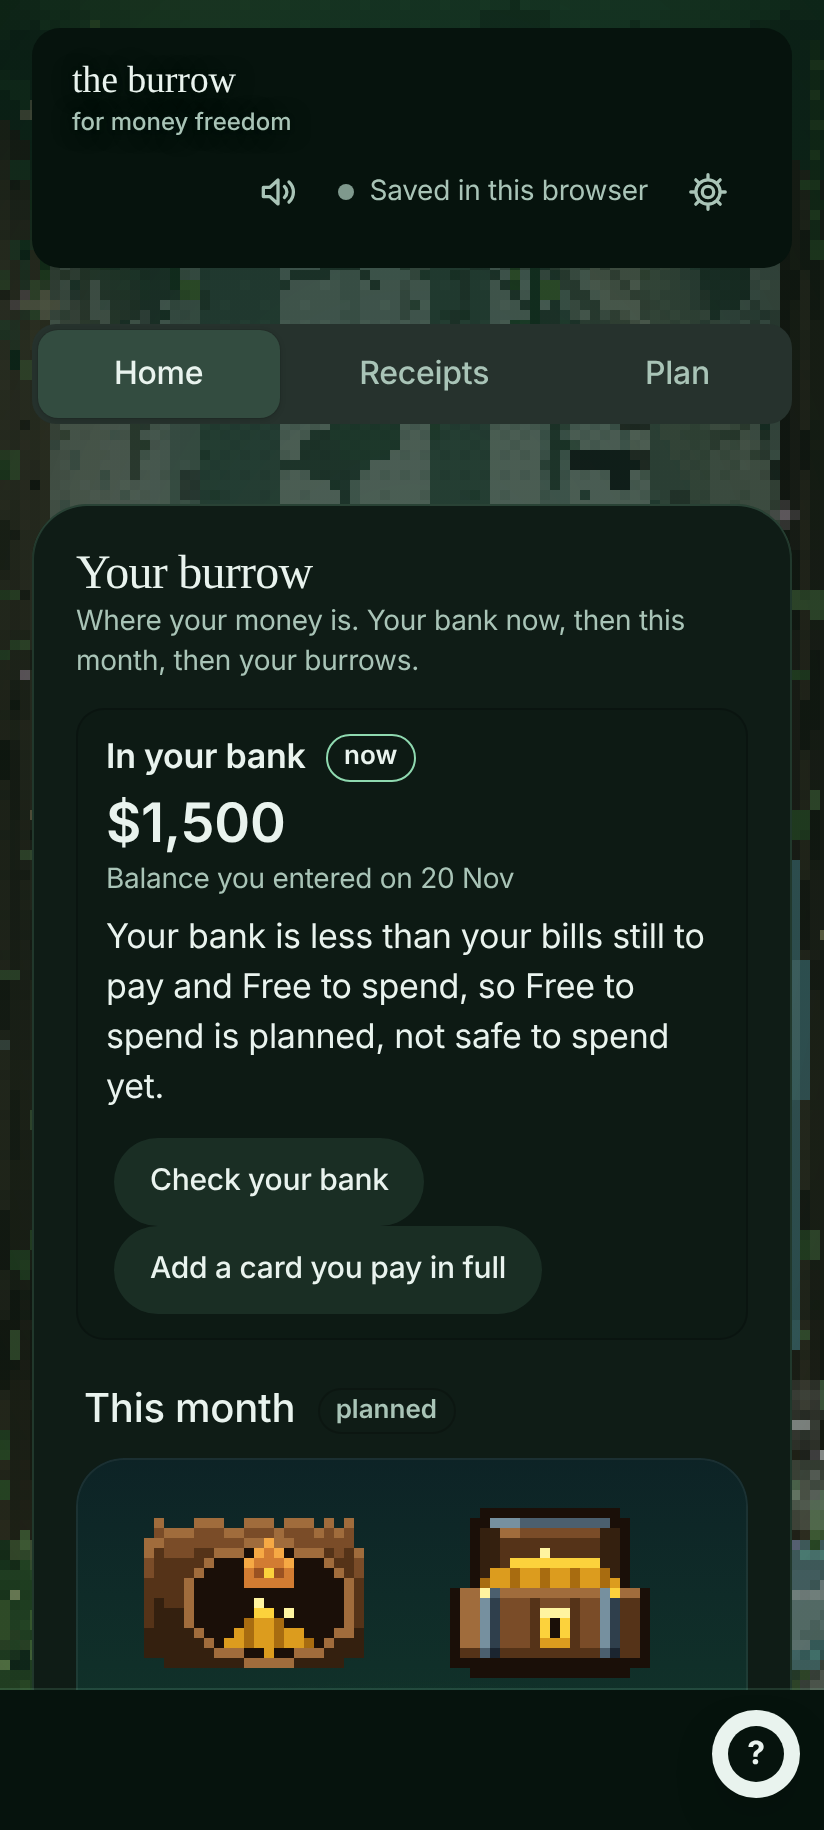 the burrow
for money freedom
Saved in this browser
Home
Receipts
Plan
Your burrow
Where your money is. Your bank now, then this
month, then your burrows.
In your bank now
$1,500
Balance you entered on 20 Nov
Your bank is less than your bills still to
pay and Free to spend, so Free to
spend is planned, not safe to spend
yet.
Check your bank
Add a card you pay in full
This month planned
?